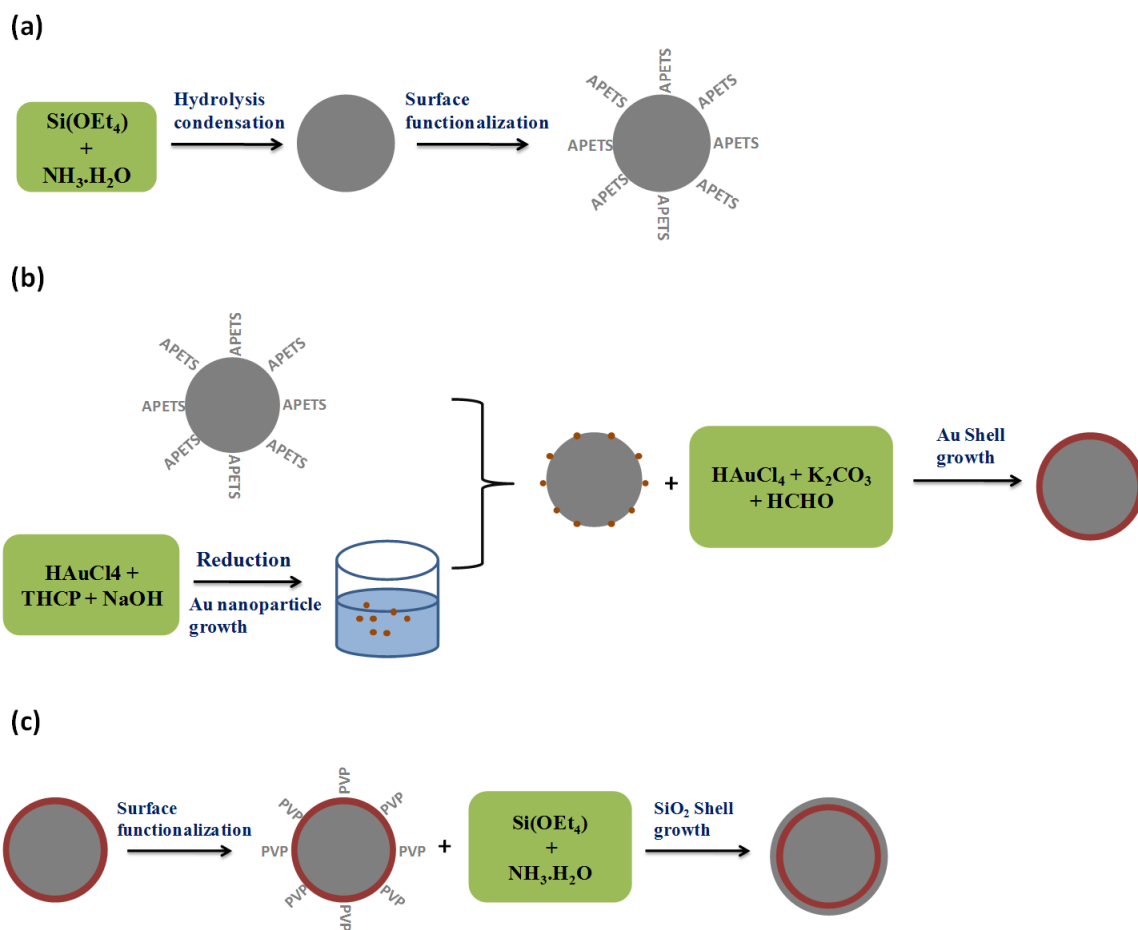 (a)
Si(OEt₄)
+
NH₃.H₂O
Hydrolysis
condensation
Surface
functionalization
APETS
APETS
APETS
APETS
APETS
APETS
APETS
APETS
(b)
APETS
APETS
APETS
APETS
APETS
APETS
APETS
APETS
HAuCl4 +
THCP + NaOH
Reduction
Au nanoparticle
growth
+
HAuCl₄ + K₂CO₃
+ HCHO
Au Shell
growth
(c)
Surface
functionalization
PVP
PVP
PVP
PVP
PVP
PVP
PVP
PVP
+
Si(OEt₄)
+
NH₃.H₂O
SiO₂ Shell
growth